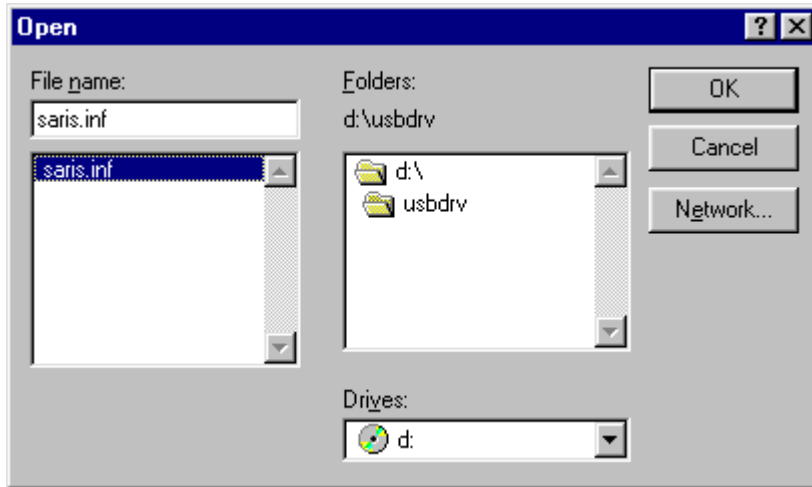 Open
File name:
saris.inf
saris.inf
Folders:
d:\usbdrv
d:\
usbdrv
Drives:
d:
OK
Cancel
Network...